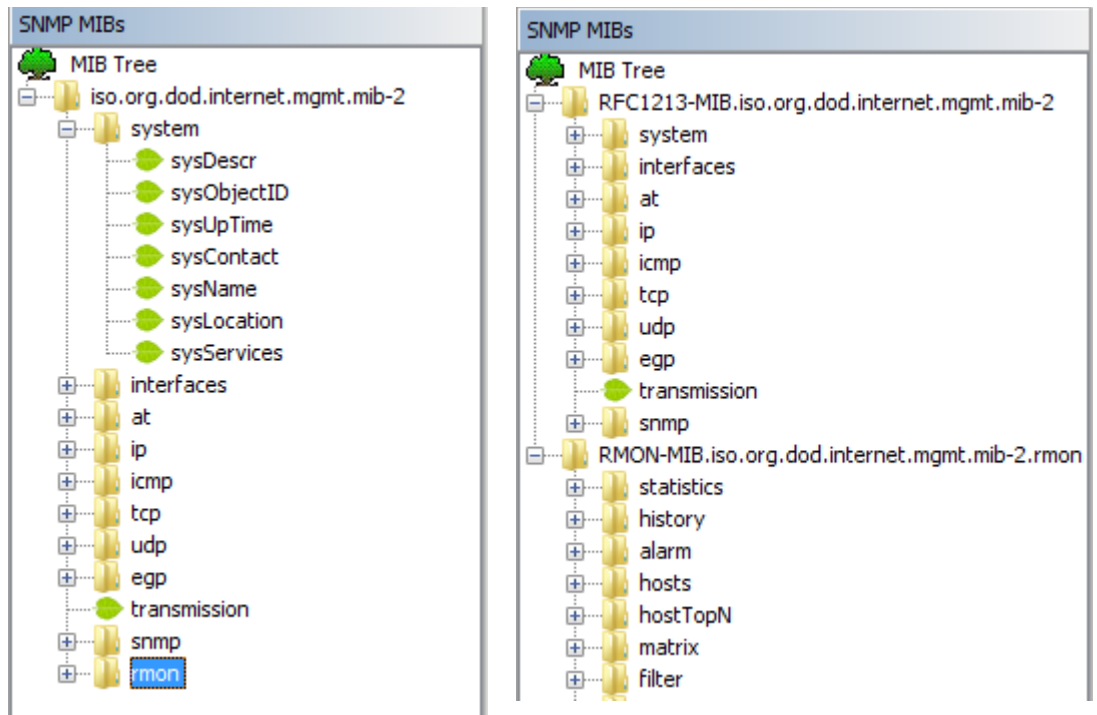 SNMP MIBs
MIB Tree
iso.org.dod.internet.mgmt.mib-2
system
sysDescr
sysObjectID
sysUpTime
sysContact
sysName
sysLocation
sysServices
interfaces
at
ip
icmp
tcp
udp
egp
transmission
snmp
rmon
SNMP MIBs
MIB Tree
RFC1213-MIB.iso.org.dod.internet.mgmt.mib-2
system
interfaces
at
ip
icmp
tcp
udp
egp
transmission
snmp
RMON-MIB.iso.org.dod.internet.mgmt.mib-2.rmon
statistics
history
alarm
hosts
hostTopN
matrix
filter